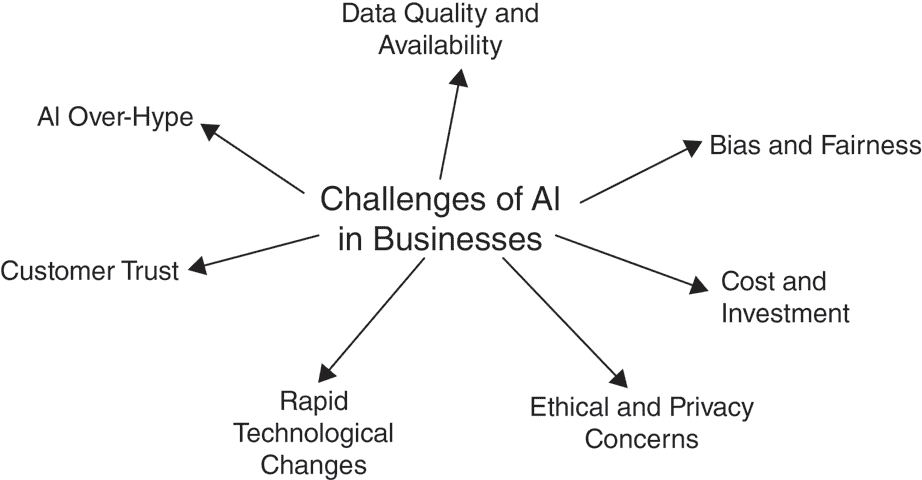 Data Quality and
Availability
AI Over-Hype
Bias and Fairness
Challenges of AI
in Businesses
Customer Trust
Cost and
Investment
Rapid
Technological
Changes
Ethical and Privacy
Concerns